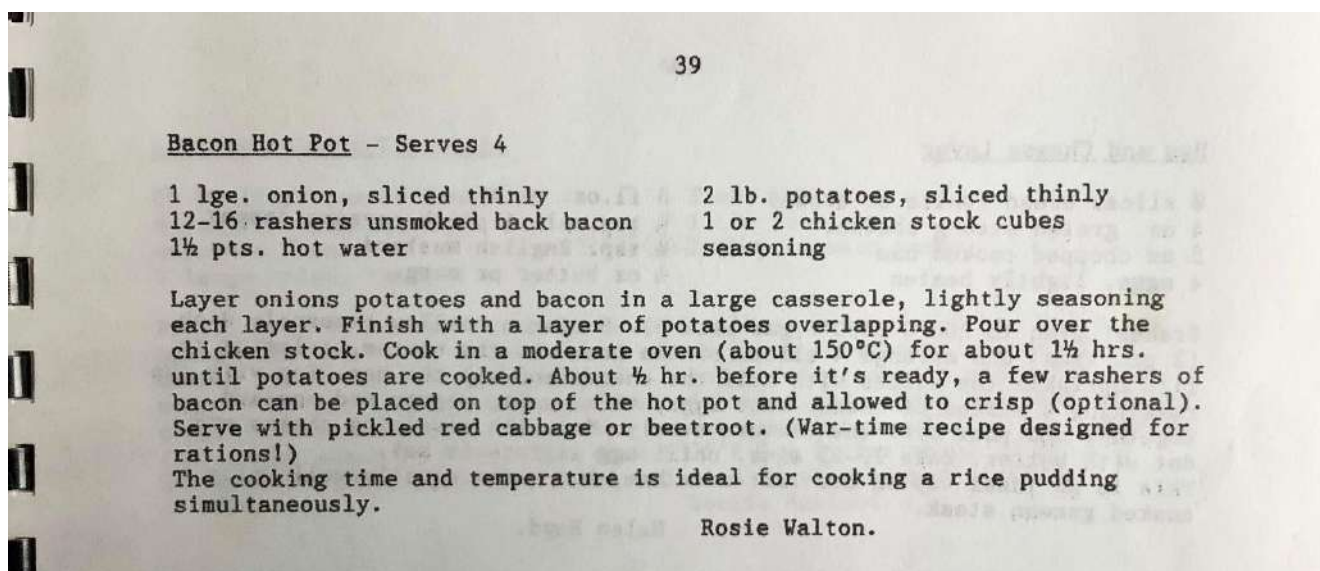 39
Bacon Hot Pot - Serves 4
1 lge. onion, sliced thinly
12-16 rashers unsmoked back bacon
1½ pts. hot water
2 lb. potatoes, sliced thinly
1 or 2 chicken stock cubes
seasoning
Layer onions potatoes and bacon in a large casserole, lightly seasoning
each layer. Finish with a layer of potatoes overlapping. Pour over the
chicken stock. Cook in a moderate oven (about 150°C) for about 1½ hrs.
until potatoes are cooked. About ½ hr. before it's ready, a few rashers of
bacon can be placed on top of the hot pot and allowed to crisp (optional).
Serve with pickled red cabbage or beetroot. (War-time recipe designed for
rations!)
The cooking time and temperature is ideal for cooking a rice pudding
simultaneously.
Rosie Walton.